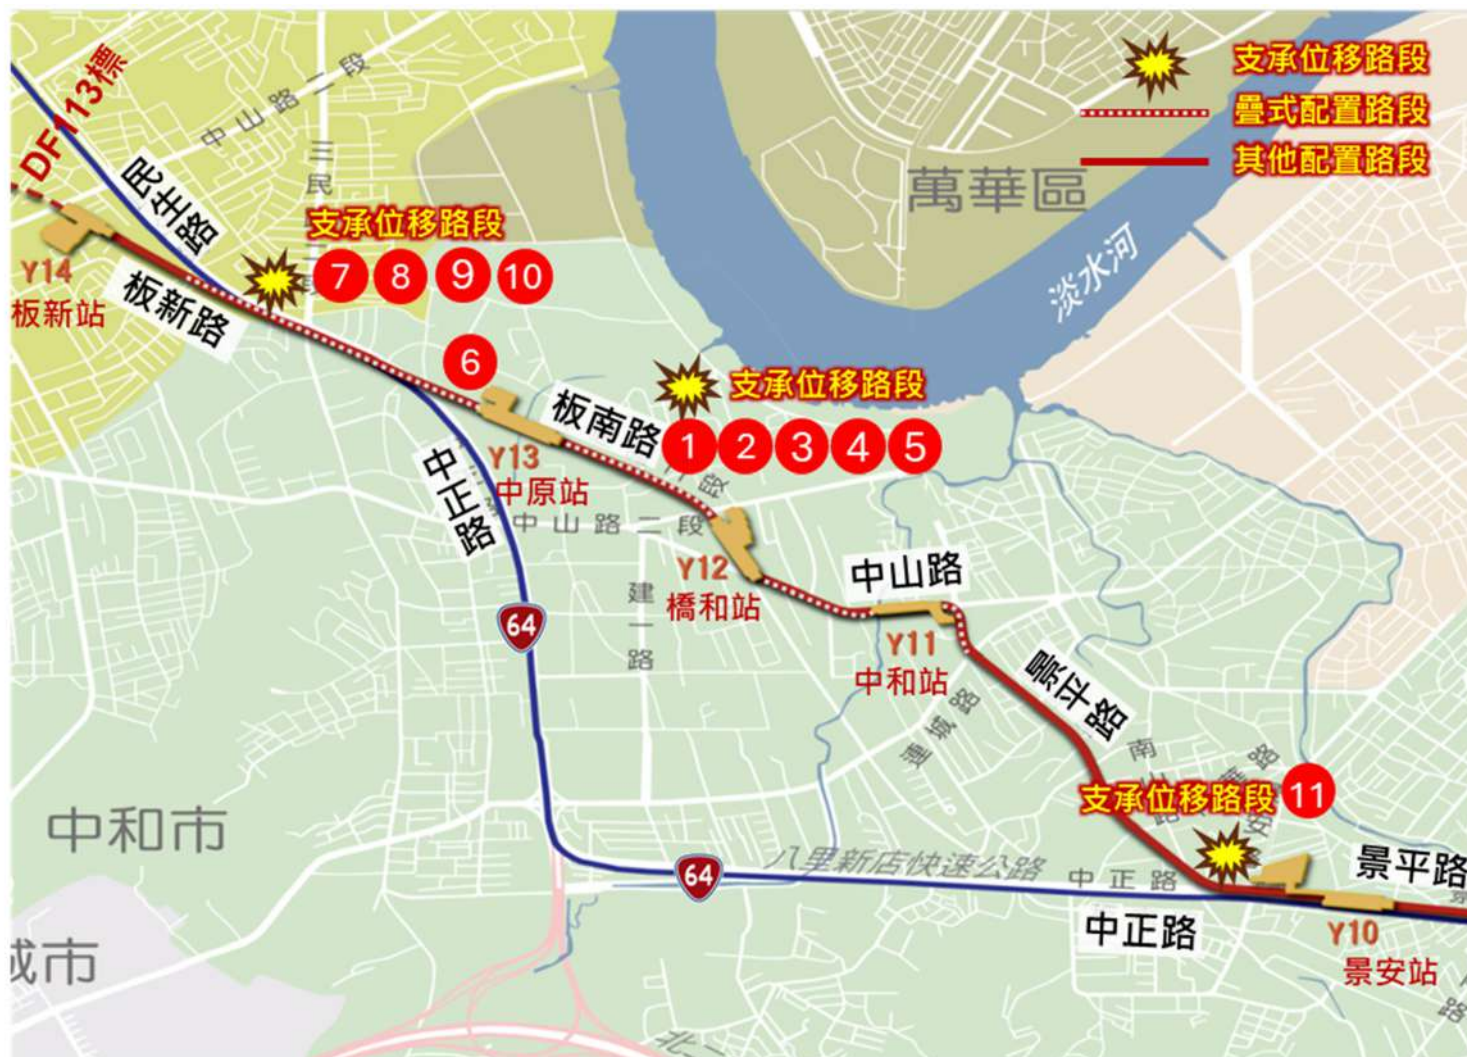 支承位移路段
疊式配置路段
其他配置路段
DF113標
中山路二段
三民路二段
民生路
萬華區
淡水河
支承位移路段
7 8 9 10
Y14
板新站
板新路
6
支承位移路段
板南路
1 2 3 4 5
Y13
中原站
中正路
中山路二段
Y12
橋和站
中山路
建一路
64
Y11
中和站
景平路
連城路
支承位移路段 11
中和市
八里新店快速公路
64
中正路
景平路
中正路
Y10
景安站
城市
北二